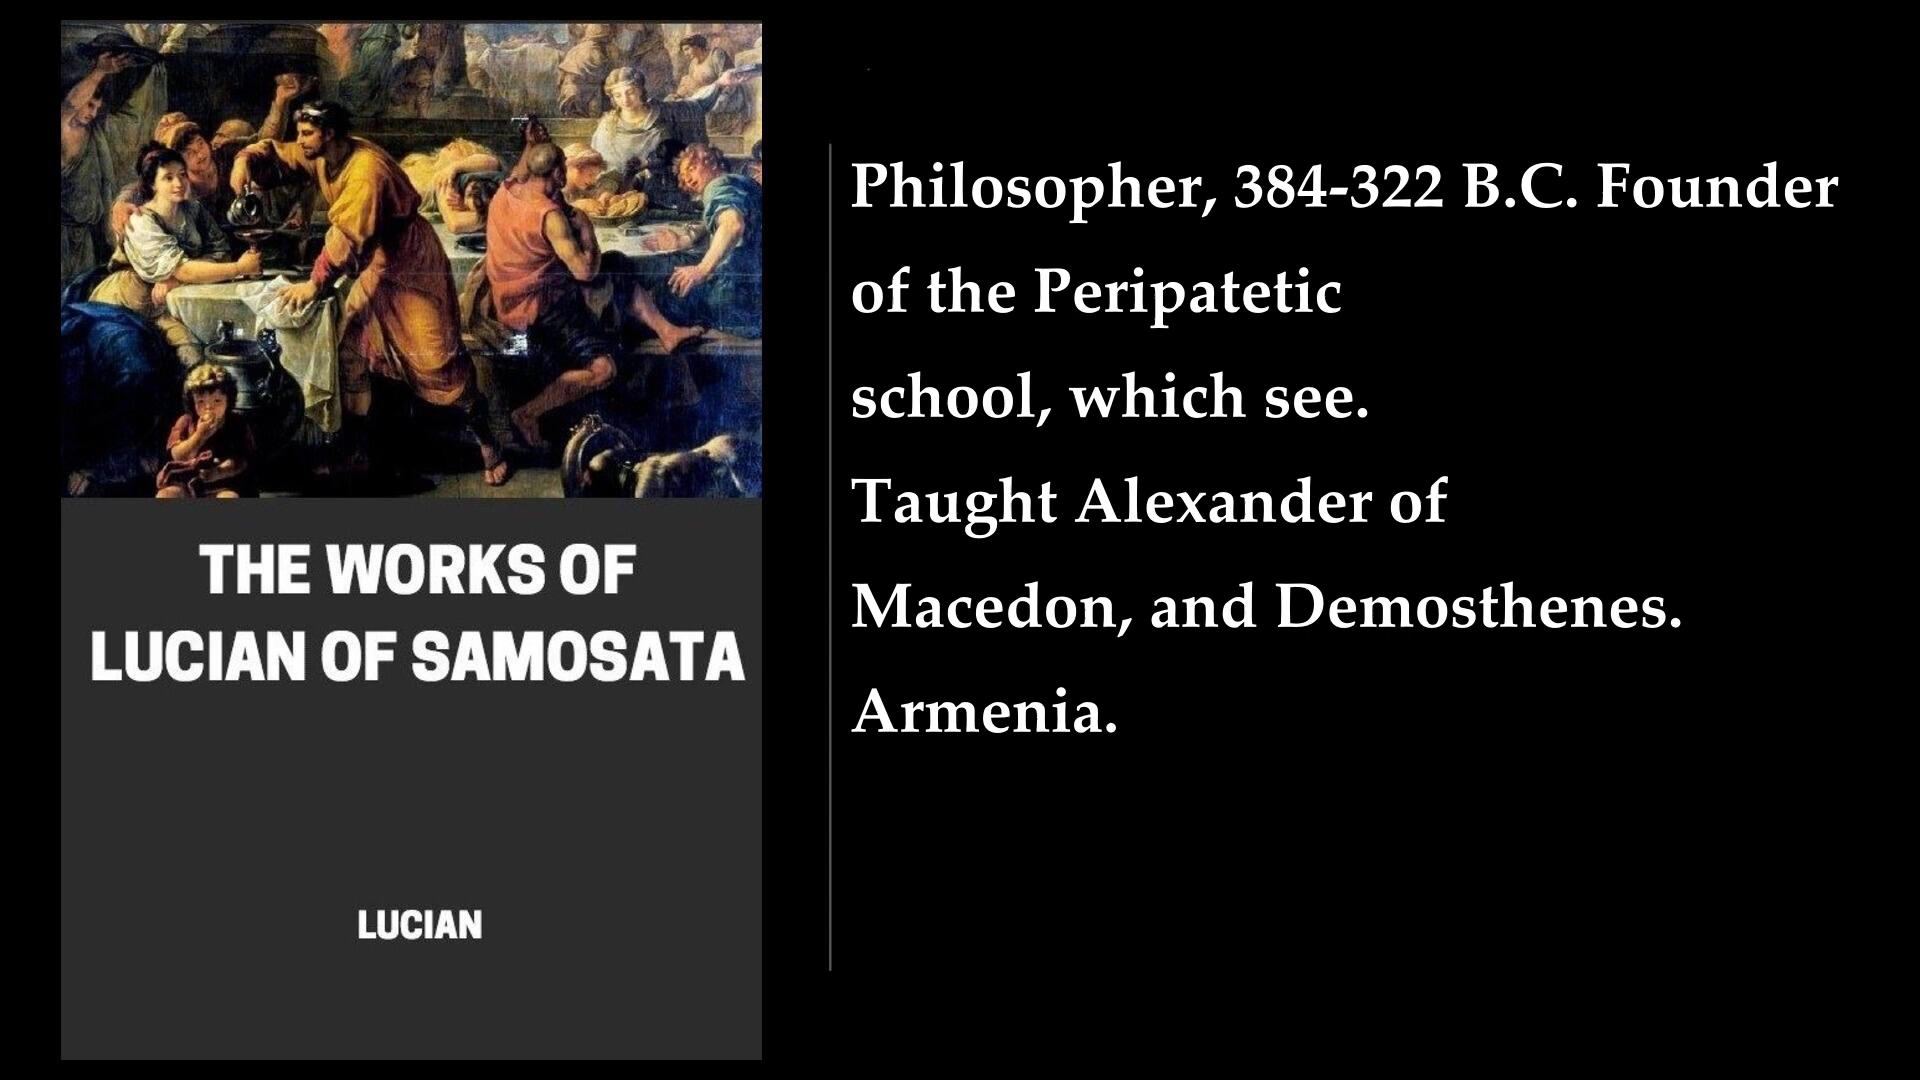 THE WORKS OF
LUCIAN OF SAMOSATA
LUCIAN
Philosopher, 384-322 B.C. Founder
of the Peripatetic
school, which see.
Taught Alexander of
Macedon, and Demosthenes.
Armenia.